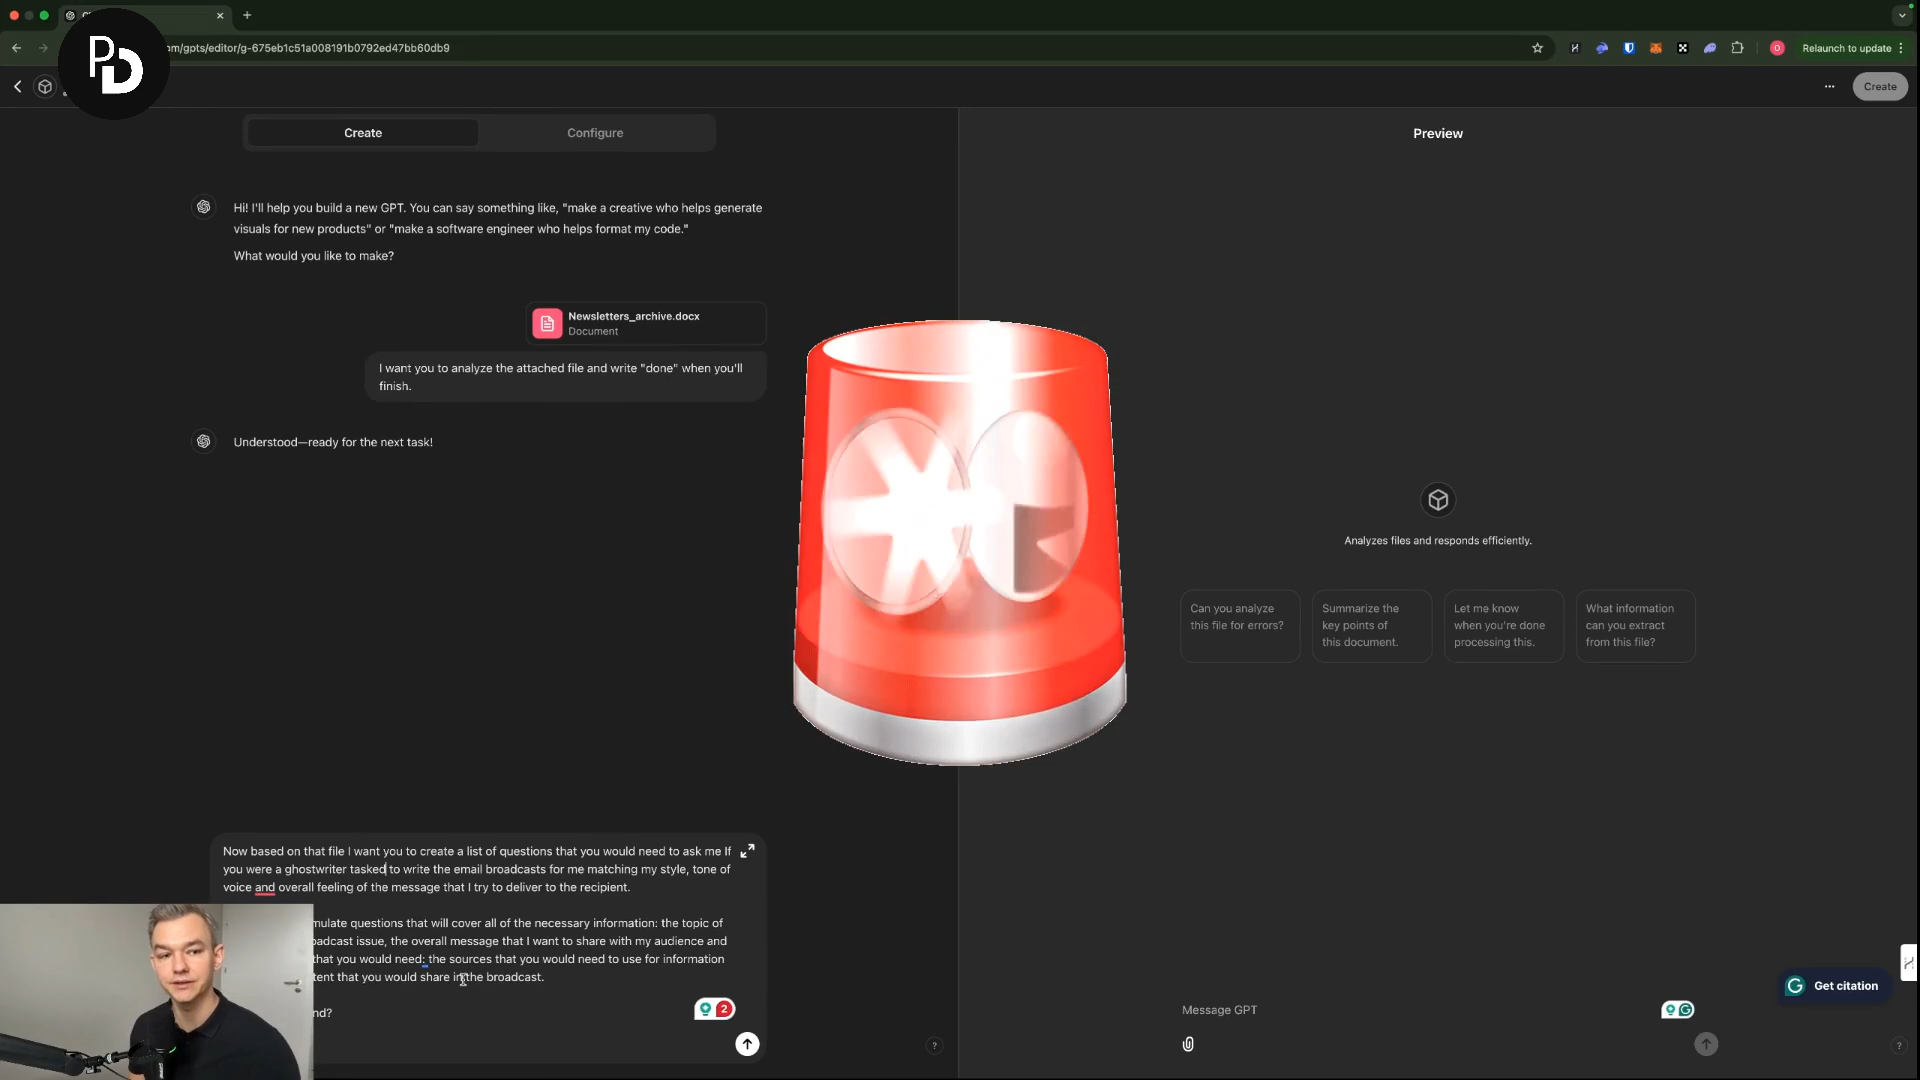 PD
om/gpts/editor/g-675eb1c51a008191b0792ed47bb60db9
Relaunch to update
Create
Create
Configure
Preview
Hi! I'll help you build a new GPT. You can say something like, "make a creative who helps generate
visuals for new products" or "make a software engineer who helps format my code."
What would you like to make?
Newsletters_archive.docx
Document
I want you to analyze the attached file and write "done" when you'll
finish.
Understood—ready for the next task!
Analyzes files and responds efficiently.
Can you analyze
this file for errors?
Summarize the
key points of
this document.
Let me know
when you're done
processing this.
What information
can you extract
from this file?
Now based on that file I want you to create a list of questions that you would need to ask me If
you were a ghostwriter tasked to write the email broadcasts for me matching my style, tone of
voice and overall feeling of the message that I try to deliver to the recipient.
mulate questions that will cover all of the necessary information: the topic of
oadcast issue, the overall message that I want to share with my audience and
that you would need: the sources that you would need to use for information
tent that you would share in the broadcast.
nd?
2
Message GPT
Get citation